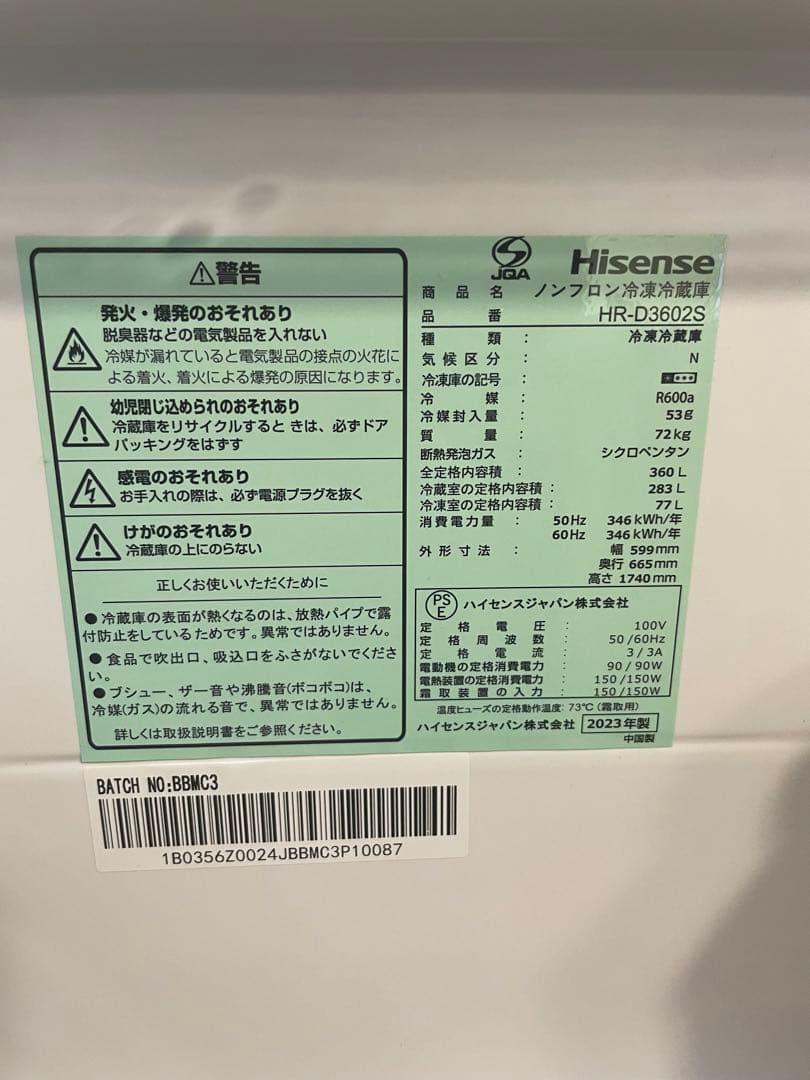 ⚠警告
発火・爆発のおそれあり
脱臭器などの電気製品を入れない
冷媒が漏れていると電気製品の接点の火花に
よる着火、着火による爆発の原因になります。
幼児閉じ込められのおそれあり
冷蔵庫をリサイクルすると きは、必ずドア
パッキングをはずす
感電のおそれあり
お手入れの際は、必ず電源プラグを抜く
けがのおそれあり
冷蔵庫の上にのらない
正しくお使いいただくために
●冷蔵庫の表面が熱くなるのは、放熱パイプで露
付防止をしているためです。異常ではありません。
●食品で吹出口、吸込口をふさがないでくださ
い。
●ブシュー、ザー音や沸騰音(ボコボコ)は、
冷媒(ガス)の流れる音で、異常ではありません。
詳しくは取扱説明書をご参照ください。
JQA
Hisense
商品名 ノンフロン冷凍冷蔵庫
品番 HR-D3602S
種類 : 冷凍冷蔵庫
気候区分 : N
冷凍庫の記号 :
冷媒 : R600a
冷媒封入量 : 53g
質量 : 72kg
断熱発泡ガス : シクロペンタン
全定格内容積 : 360 L
冷蔵室の定格内容積 : 283 L
冷凍室の定格内容積 : 77 L
消費電力量 : 50Hz 346 kWh/年
60Hz 346 kWh/年
外形寸法 : 幅 599mm
奥行 665mm
高さ 1740mm
PSE ハイセンスジャパン株式会社
定格電圧 : 100V
定格周波数 : 50/60Hz
定格電流 : 3/3A
電動機の定格消費電力 : 90/90W
電熱装置の定格消費電力 : 150/150W
霜取装置の入力 : 150/150W
温度ヒューズの定格動作温度: 73℃(霜取用)
ハイセンスジャパン株式会社 2023年製
中国製
BATCH NO:BBMC3
1B0356Z0024JBBMC3P10087